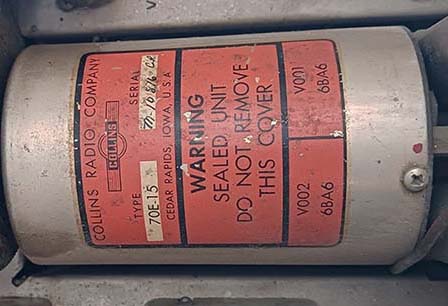 COLLINS RADIO COMPANY
COLLINS
TYPE
70E-15
SERIAL
CEDAR RAPIDS, IOWA, U.S.A
WARNING
SEALED UNIT
DO NOT REMOVE
THIS COVER
V002
6BA6
V001
6BA6